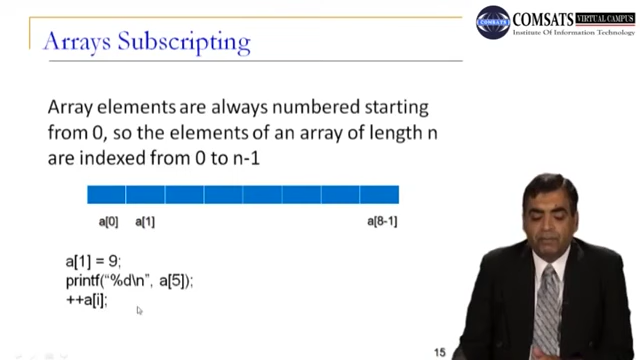 Arrays Subscripting
COMSATS
COMSATS VIRTUAL CAMPUS
Institute Of Information Technology
Array elements are always numbered starting
from 0, so the elements of an array of length n
are indexed from 0 to n-1
a[0] a[1] a[8-1]
a[1] = 9;
printf(“%d\n”, a[5]);
++a[i];
15